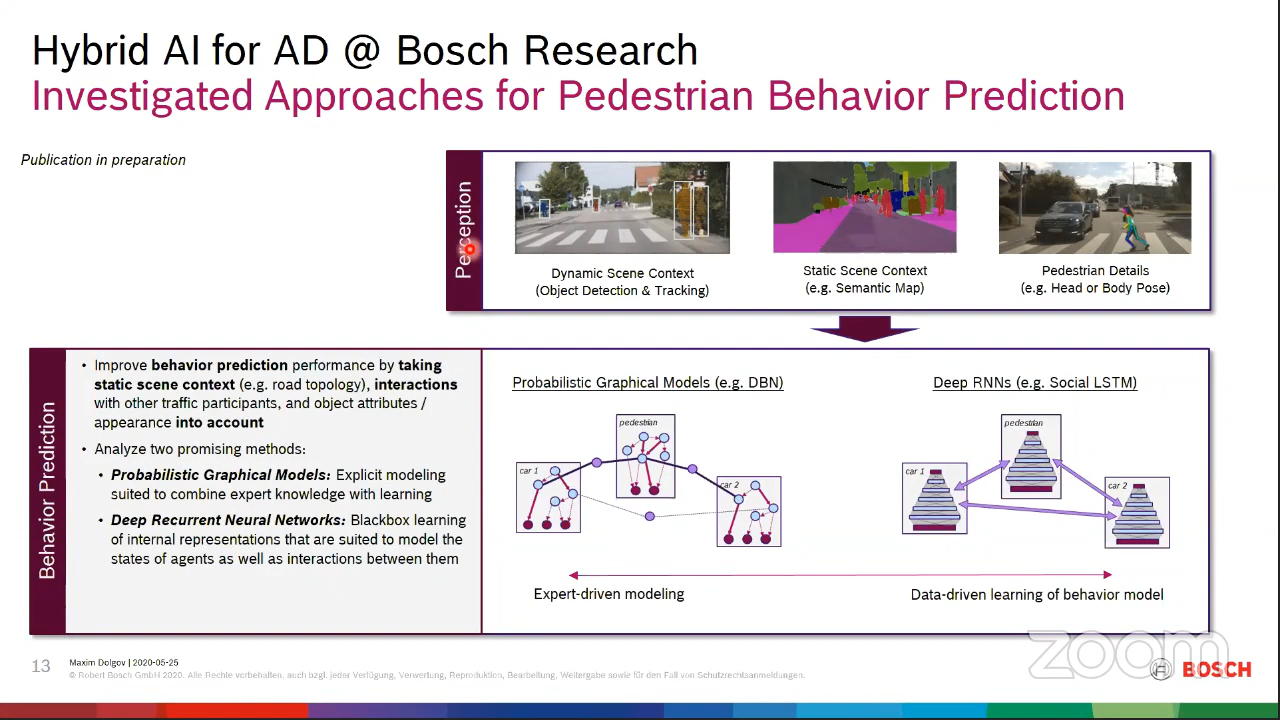 Hybrid AI for AD @ Bosch Research
Investigated Approaches for Pedestrian Behavior Prediction
Publication in preparation
Perception
Dynamic Scene Context
(Object Detection & Tracking)
Static Scene Context
(e.g. Semantic Map)
Pedestrian Details
(e.g. Head or Body Pose)
Behavior Prediction
• Improve behavior prediction performance by taking
static scene context (e.g. road topology), interactions
with other traffic participants, and object attributes /
appearance into account
• Analyze two promising methods:
• Probabilistic Graphical Models: Explicit modeling
suited to combine expert knowledge with learning
• Deep Recurrent Neural Networks: Blackbox learning
of internal representations that are suited to model the
states of agents as well as interactions between them
Probabilistic Graphical Models (e.g. DBN)
pedestrian
car 1
car 2
Expert-driven modeling
Deep RNNs (e.g. Social LSTM)
pedestrian
car 1
car 2
Data-driven learning of behavior model
13
Maxim Dolgov | 2020-05-25
© Robert Bosch GmbH 2020. Alle Rechte vorbehalten, auch bzgl. jeder Verfügung, Verwertung, Reproduktion, Bearbeitung, Weitergabe sowie für den Fall von Schutzrechtsanmeldungen.
zoom
BOSCH